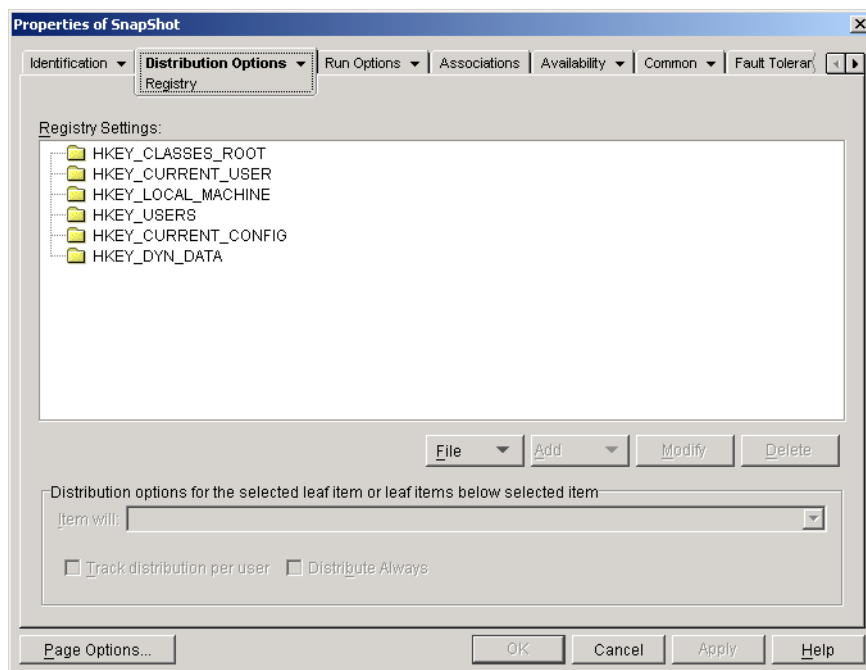 Properties of SnapShot
Identification Distribution Options Run Options Associations Availability Common Fault Toleran
Registry
Registry Settings:
HKEY_CLASSES_ROOT
HKEY_CURRENT_USER
HKEY_LOCAL_MACHINE
HKEY_USERS
HKEY_CURRENT_CONFIG
HKEY_DYN_DATA
File Add Modify Delete
Distribution options for the selected leaf item or leaf items below selected item
Item will:
Track distribution per user Distribute Always
Page Options... OK Cancel Apply Help